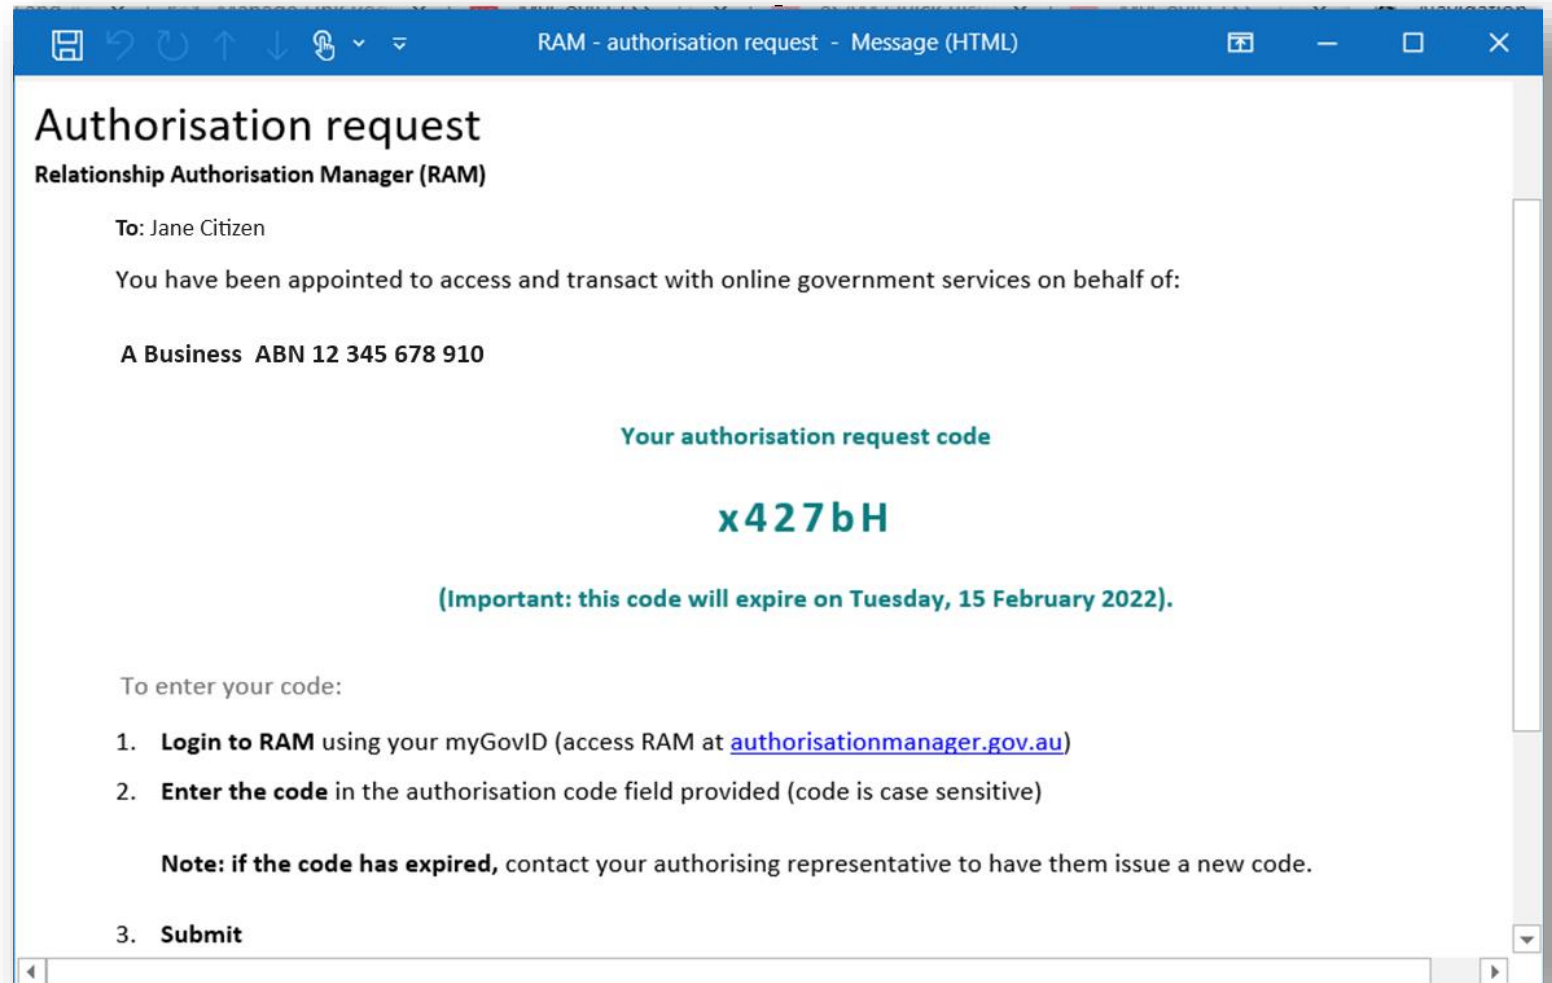 RAM - authorisation request - Message (HTML)
Authorisation request
Relationship Authorisation Manager (RAM)
To: Jane Citizen
You have been appointed to access and transact with online government services on behalf of:
A Business ABN 12 345 678 910
Your authorisation request code
x427bH
(Important: this code will expire on Tuesday, 15 February 2022).
To enter your code:
1. Login to RAM using your myGovID (access RAM at authorisationmanager.gov.au)
2. Enter the code in the authorisation code field provided (code is case sensitive)
Note: if the code has expired, contact your authorising representative to have them issue a new code.
3. Submit